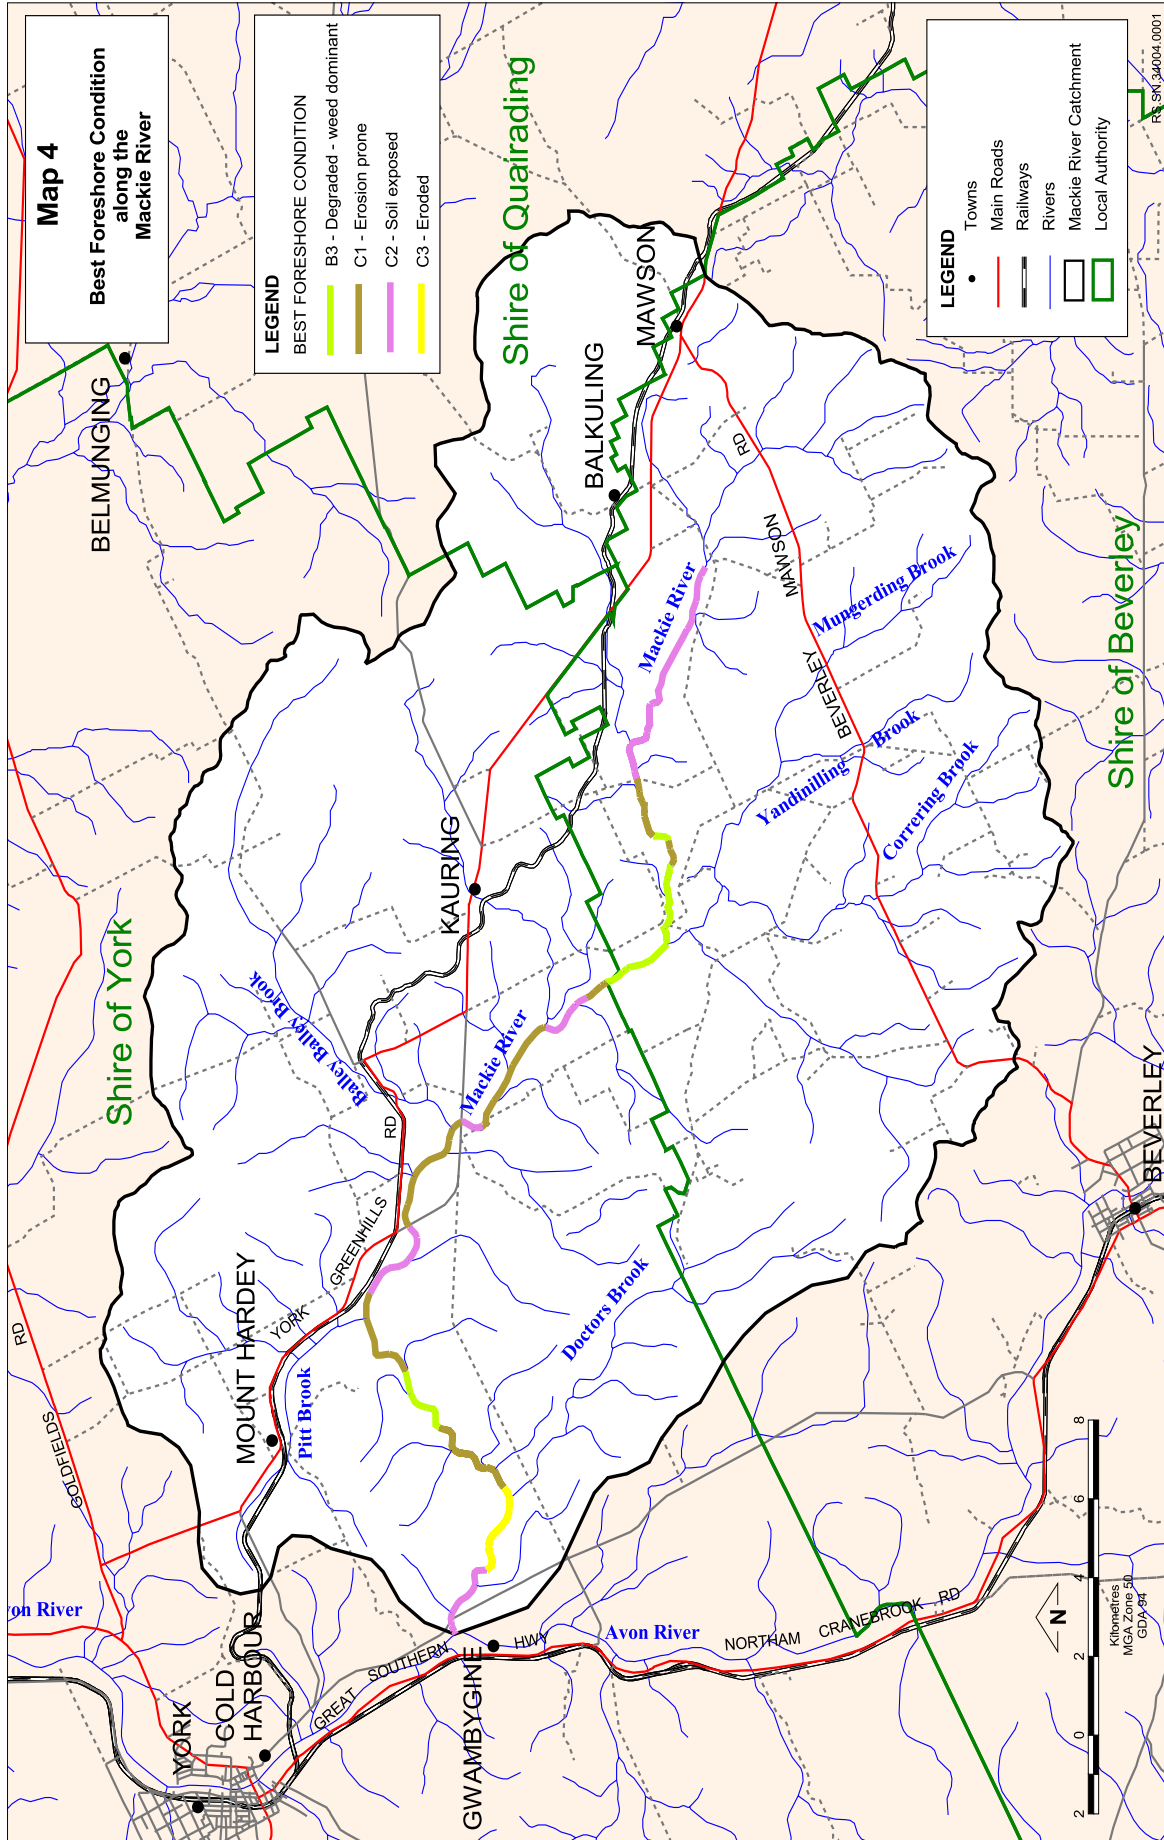 Map 4
Best Foreshore Condition
along the
Mackie River
LEGEND
BEST FORESHORE CONDITION
B3 - Degraded - weed dominant
C1 - Erosion prone
C2 - Soil exposed
C3 - Eroded
LEGEND
Towns
Main Roads
Railways
Rivers
Mackie River Catchment
Local Authority
RS.SN.34004.0001
BELMUNGING
Shire of Quairading
MAWSON
BALKULING
RD
MAWSON
BEVERLEY
Mackie River
Mungerding Brook
Shire of Beverley
Yandinilling
Brook
Correring Brook
KAURING
Shire of York
Balley Balley Brook
Mackie River
RD
GREENHILLS
YORK
MOUNT HARDEY
Pitt Brook
Doctors Brook
BEVERLEY
RD
GOLDFIELDS
von River
COLD
HARBOUR
YORK
GREAT
SOUTHERN
HWY
GWAMBYGINE
Avon River
NORTHAM
CRANEBROOK
RD
N
2 0 2 4 6 8
Kilometres
MGA Zone 50
GDA-94